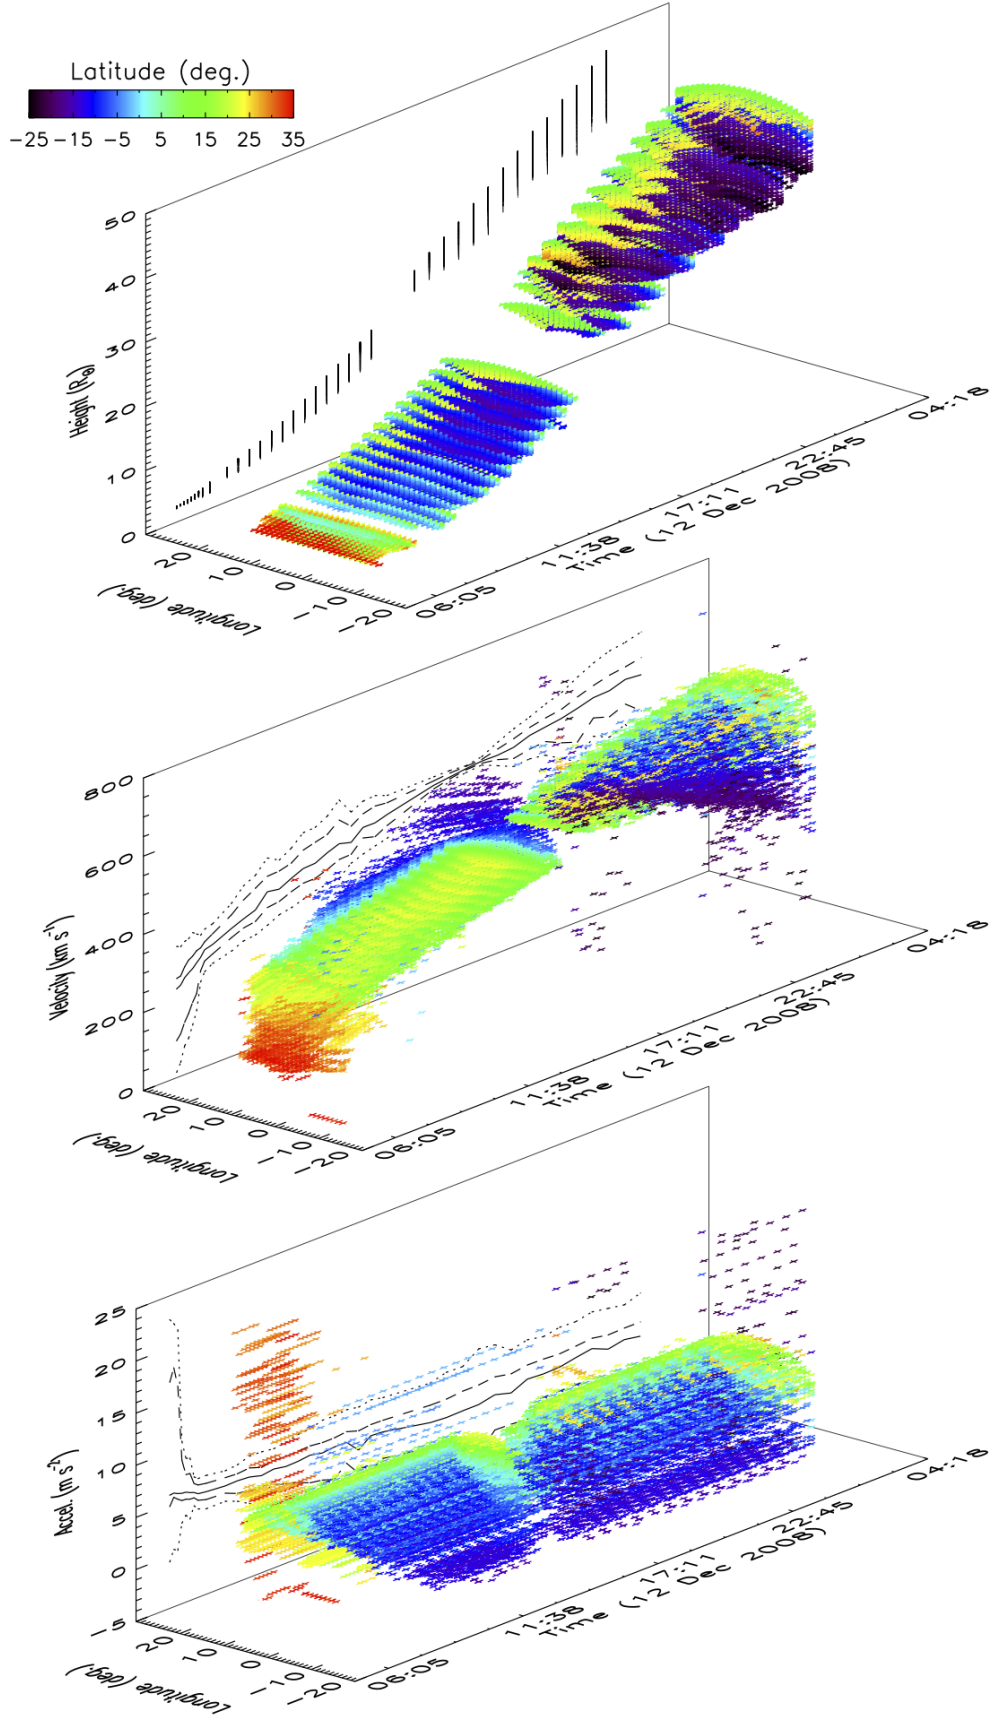 Latitude (deg.)
-25 -15 -5 5 15 25 35
50
40
30
20
10
0
Height (R⊙)
20 10 0 -10 -20
Longitude (deg.)
06:05 11:38 17:11 22:45 04:18
Time (12 Dec 2008)
800
600
400
200
0
Velocity (km s⁻¹)
20 10 0 -10 -20
Longitude (deg.)
06:05 11:38 17:11 22:45 04:18
Time (12 Dec 2008)
25
20
15
10
5
0
-5
Accel. (m s⁻²)
20 10 0 -10 -20
Longitude (deg.)
06:05 11:38 17:11 22:45 04:18
Time (12 Dec 2008)